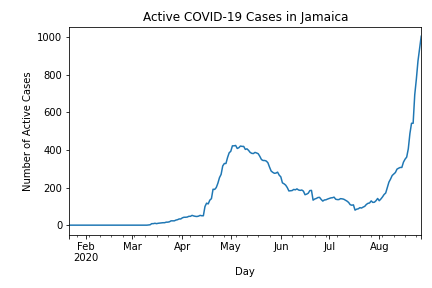 Active COVID-19 Cases in Jamaica
Number of Active Cases
1000
800
600
400
200
0
Feb Mar Apr May Jun Jul Aug
2020
Day